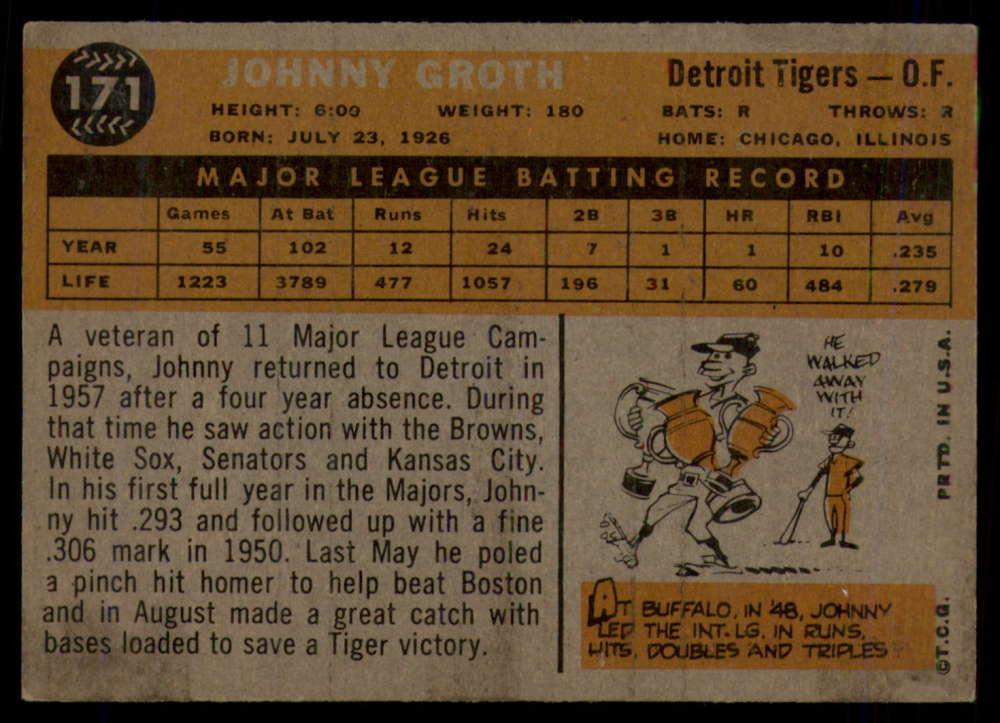 171
JOHNNY GROTH
Detroit Tigers — O.F.
HEIGHT: 6:00 WEIGHT: 180 BATS: R THROWS: R
BORN: JULY 23, 1926 HOME: CHICAGO, ILLINOIS
MAJOR LEAGUE BATTING RECORD
Games At Bat Runs Hits 2B 3B HR RBI Avg
YEAR 55 102 12 24 7 1 1 10 .235
LIFE 1223 3789 477 1057 196 31 60 484 .279
A veteran of 11 Major League Cam-
paigns, Johnny returned to Detroit in
1957 after a four year absence. During
that time he saw action with the Browns,
White Sox, Senators and Kansas City.
In his first full year in the Majors, John-
ny hit .293 and followed up with a fine
.306 mark in 1950. Last May he poled
a pinch hit homer to help beat Boston
and in August made a great catch with
bases loaded to save a Tiger victory.
HE
WALKED
AWAY
WITH
IT!
AT BUFFALO, IN '48, JOHNNY
LED THE INT. LG. IN RUNS,
HITS, DOUBLES AND TRIPLES
©T.C.G. PRTD. IN U.S.A.